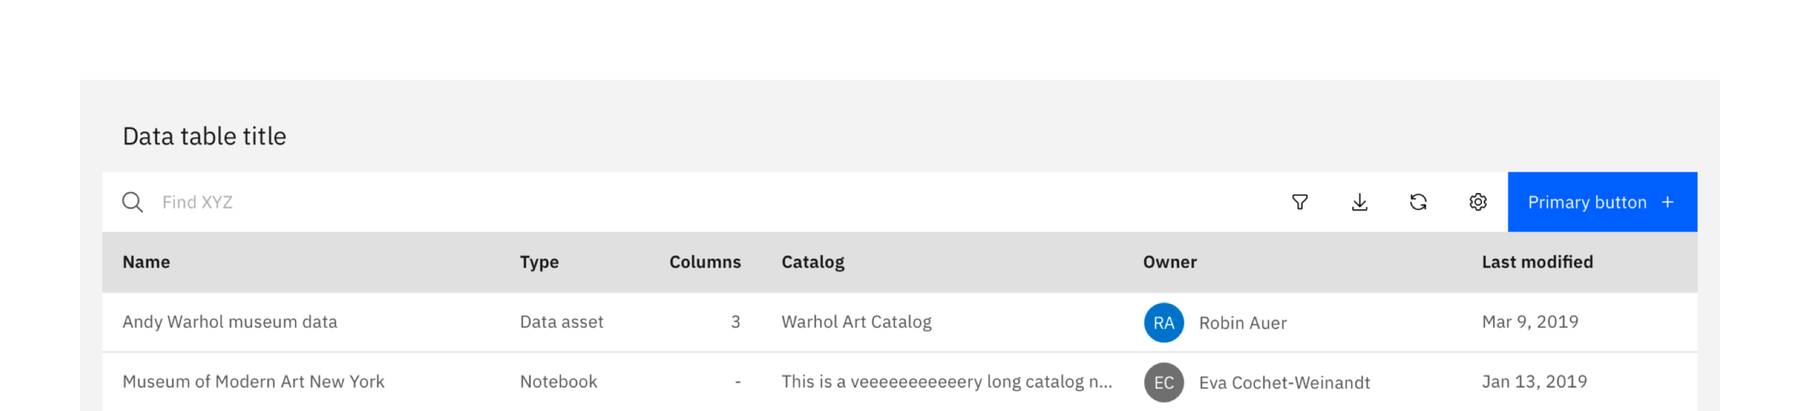 Data table title
Find XYZ
Primary button +
Name Type Columns Catalog Owner Last modified
Andy Warhol museum data Data asset 3 Warhol Art Catalog RA Robin Auer Mar 9, 2019
Museum of Modern Art New York Notebook - This is a veeeeeeeeeeery long catalog n... EC Eva Cochet-Weinandt Jan 13, 2019